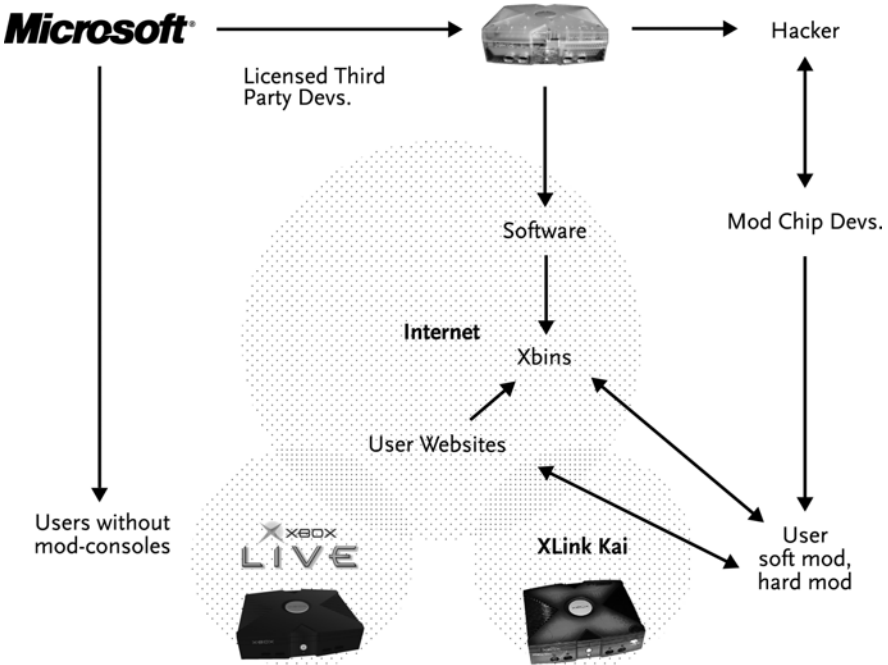 Microsoft®
Hacker
Licensed Third
Party Devs.
Mod Chip Devs.
Software
Internet
Xbins
User Websites
Users without
mod-consoles
XBOX
LIVE
XLink Kai
User
soft mod,
hard mod
XBOX